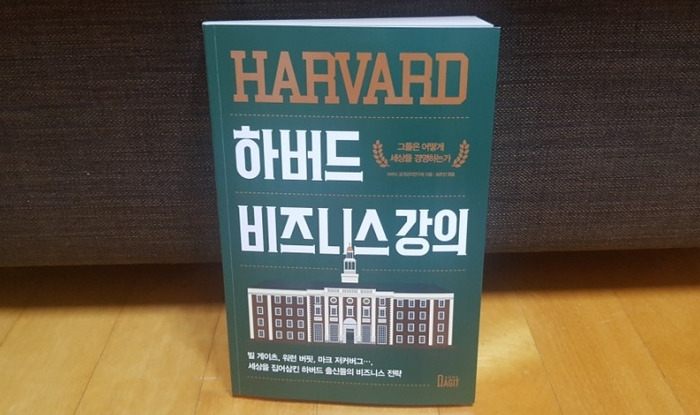 HARVARD
하버드
그들은 어떻게
세상을 경영하는가
비즈니스 강의
빌 게이츠, 워런 버핏, 마크 저커버그…,
세상을 집어삼킨 하버드 출신들의 비즈니스 전략
AGIT